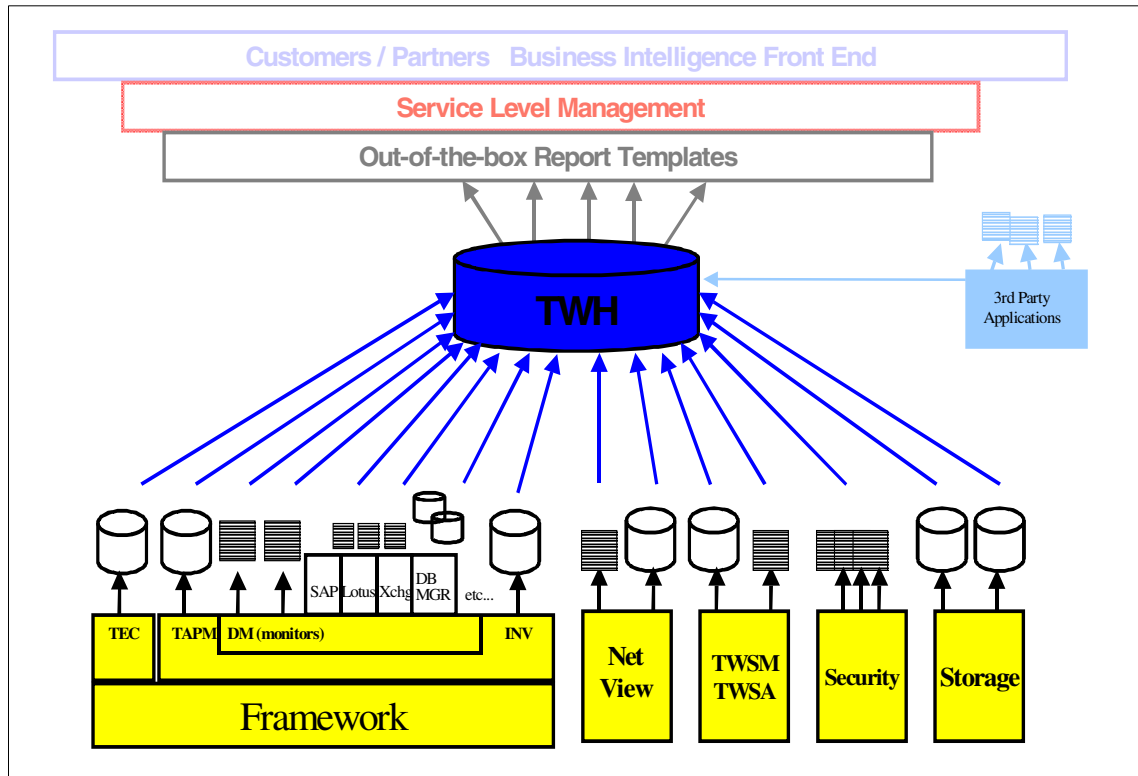 Customers / Partners Business Intelligence Front End
Service Level Management
Out-of-the-box Report Templates
TWH
3rd Party
Applications
SAP
Lotus
Xchg
DB
MGR
etc...
TEC
TAPM
DM (monitors)
INV
Framework
Net
View
TWSM
TWSA
Security
Storage